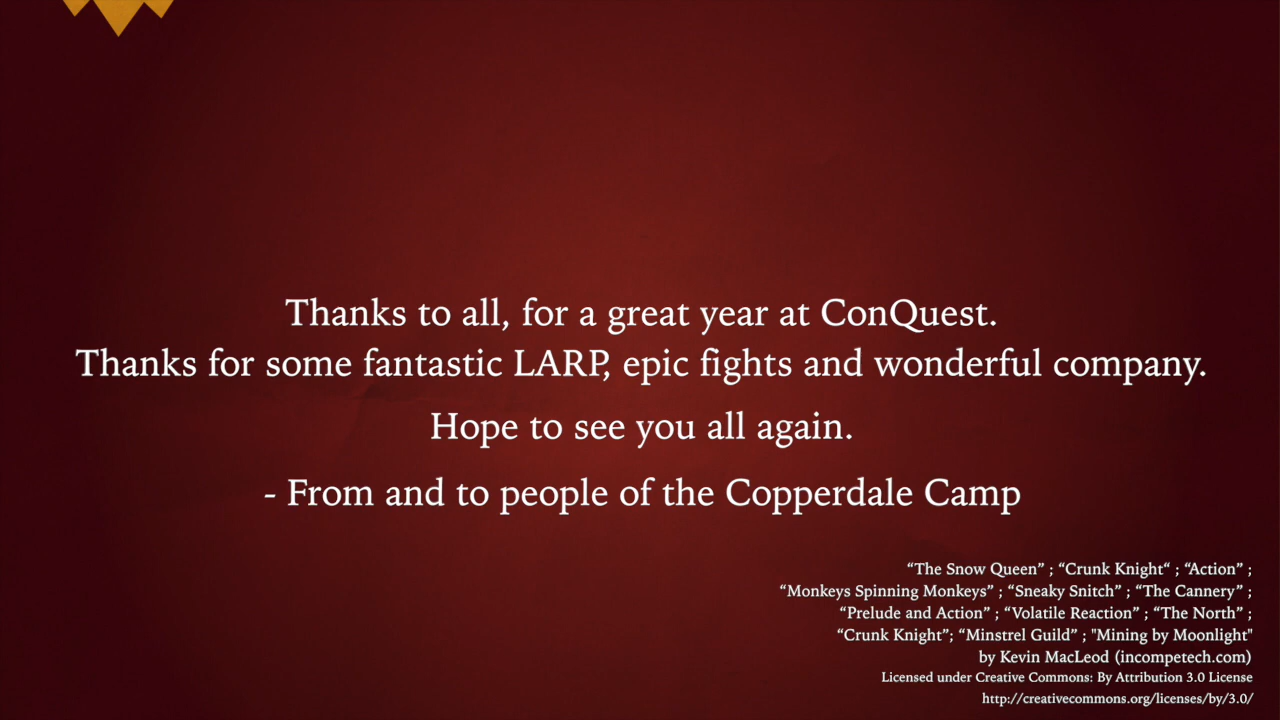 Thanks to all, for a great year at ConQuest.
Thanks for some fantastic LARP, epic fights and wonderful company.
Hope to see you all again.
- From and to people of the Copperdale Camp
“The Snow Queen” ; “Crunk Knight“ ; “Action” ;
“Monkeys Spinning Monkeys” ; “Sneaky Snitch” ; “The Cannery” ;
“Prelude and Action” ; “Volatile Reaction” ; “The North” ;
“Crunk Knight”; “Minstrel Guild” ; "Mining by Moonlight"
by Kevin MacLeod (incompetech.com)
Licensed under Creative Commons: By Attribution 3.0 License
http://creativecommons.org/licenses/by/3.0/